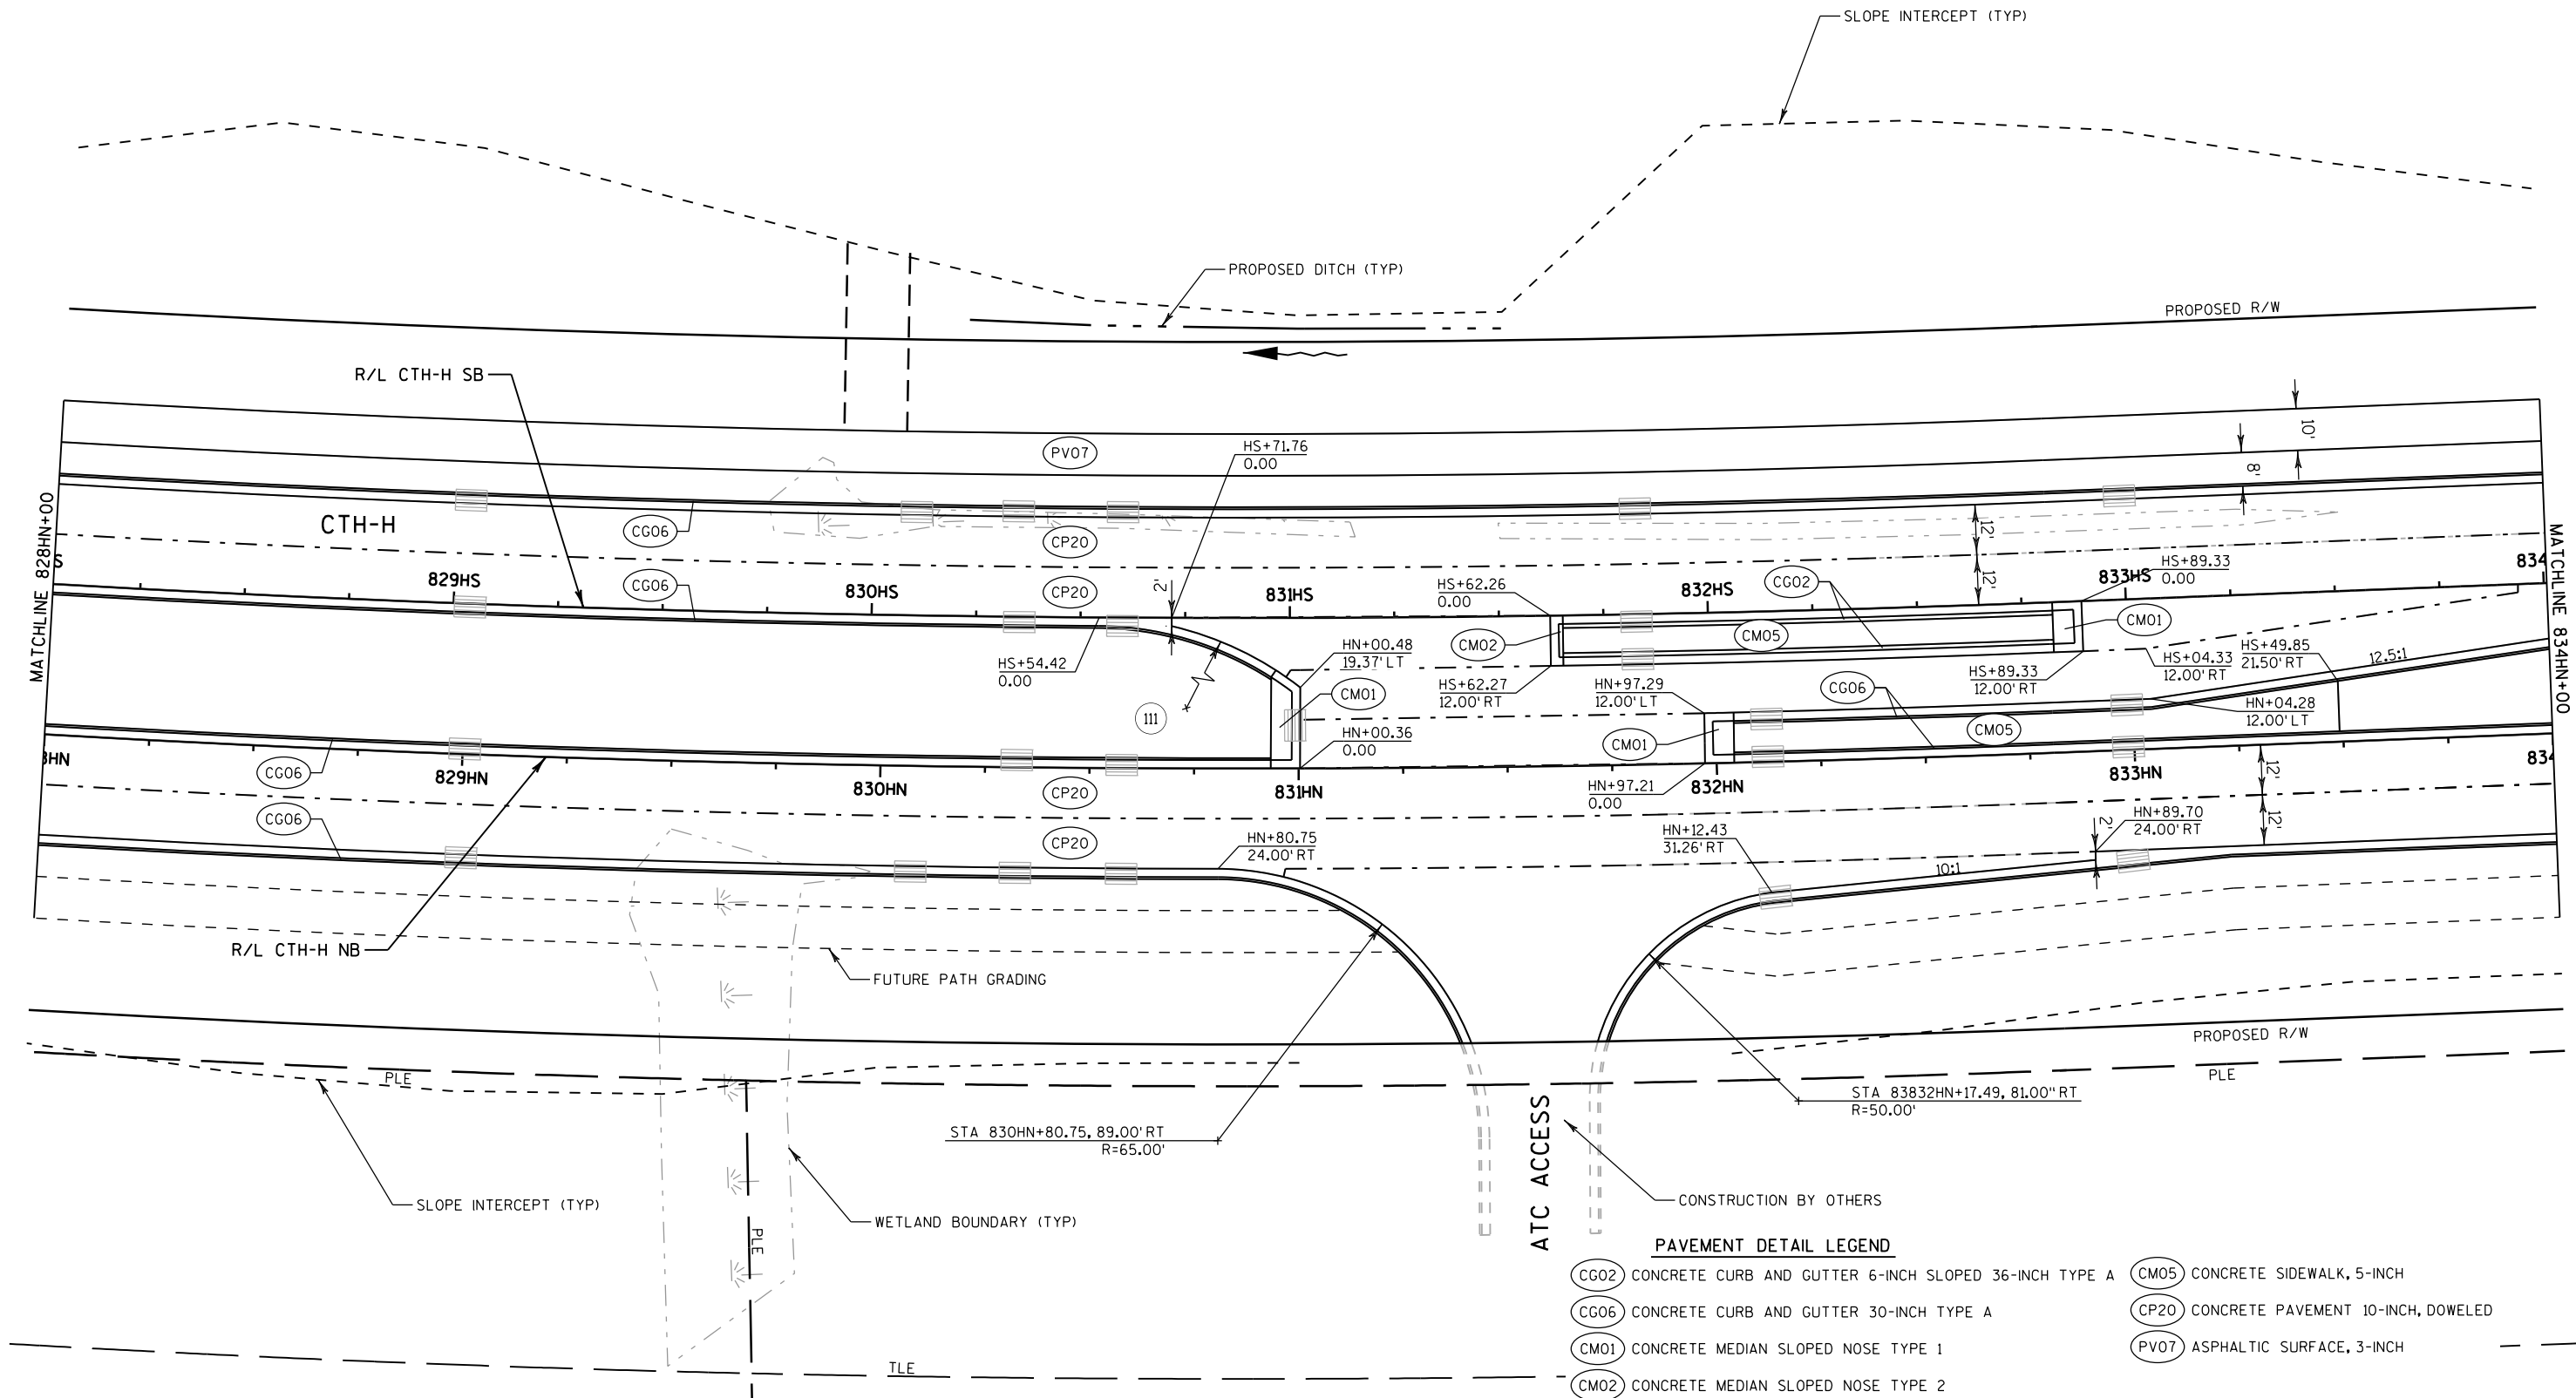 SLOPE INTERCEPT (TYP)
PROPOSED DITCH (TYP)
PROPOSED R/W
R/L CTH-H SB
MATCHLINE 828HN+00
MATCHLINE 834HN+00
10'
8'
PV07
HS+71.76
0.00
CTH-H
CG06
CP20
12'
12'
S
829HS
830HS
831HS
832HS
833HS
834
CG06
CP20
2'
HS+62.26
0.00
CG02
HS+89.33
0.00
CM02
CM05
CM01
HN+00.48
19.37' LT
HS+54.42
0.00
CM01
111
HS+62.27
12.00' RT
HN+97.29
12.00' LT
CG06
HS+89.33
12.00' RT
HS+04.33
12.00' RT
HS+49.85
21.50' RT
12.5:1
HN+04.28
12.00' LT
HN+00.36
0.00
CM01
CM05
3HN
829HN
830HN
831HN
832HN
833HN
834
CG06
CP20
HN+97.21
0.00
12'
12'
CG06
CP20
HN+80.75
24.00' RT
HN+12.43
31.26' RT
2'
HN+89.70
24.00' RT
10:1
R/L CTH-H NB
FUTURE PATH GRADING
PROPOSED R/W
PLE
PLE
STA 83832HN+17.49, 81.00" RT
R=50.00'
STA 830HN+80.75, 89.00' RT
R=65.00'
ATC ACCESS
SLOPE INTERCEPT (TYP)
WETLAND BOUNDARY (TYP)
CONSTRUCTION BY OTHERS
PLE
TLE
PAVEMENT DETAIL LEGEND
CG02 CONCRETE CURB AND GUTTER 6-INCH SLOPED 36-INCH TYPE A
CG06 CONCRETE CURB AND GUTTER 30-INCH TYPE A
CM01 CONCRETE MEDIAN SLOPED NOSE TYPE 1
CM02 CONCRETE MEDIAN SLOPED NOSE TYPE 2
CM05 CONCRETE SIDEWALK, 5-INCH
CP20 CONCRETE PAVEMENT 10-INCH, DOWELED
PV07 ASPHALTIC SURFACE, 3-INCH